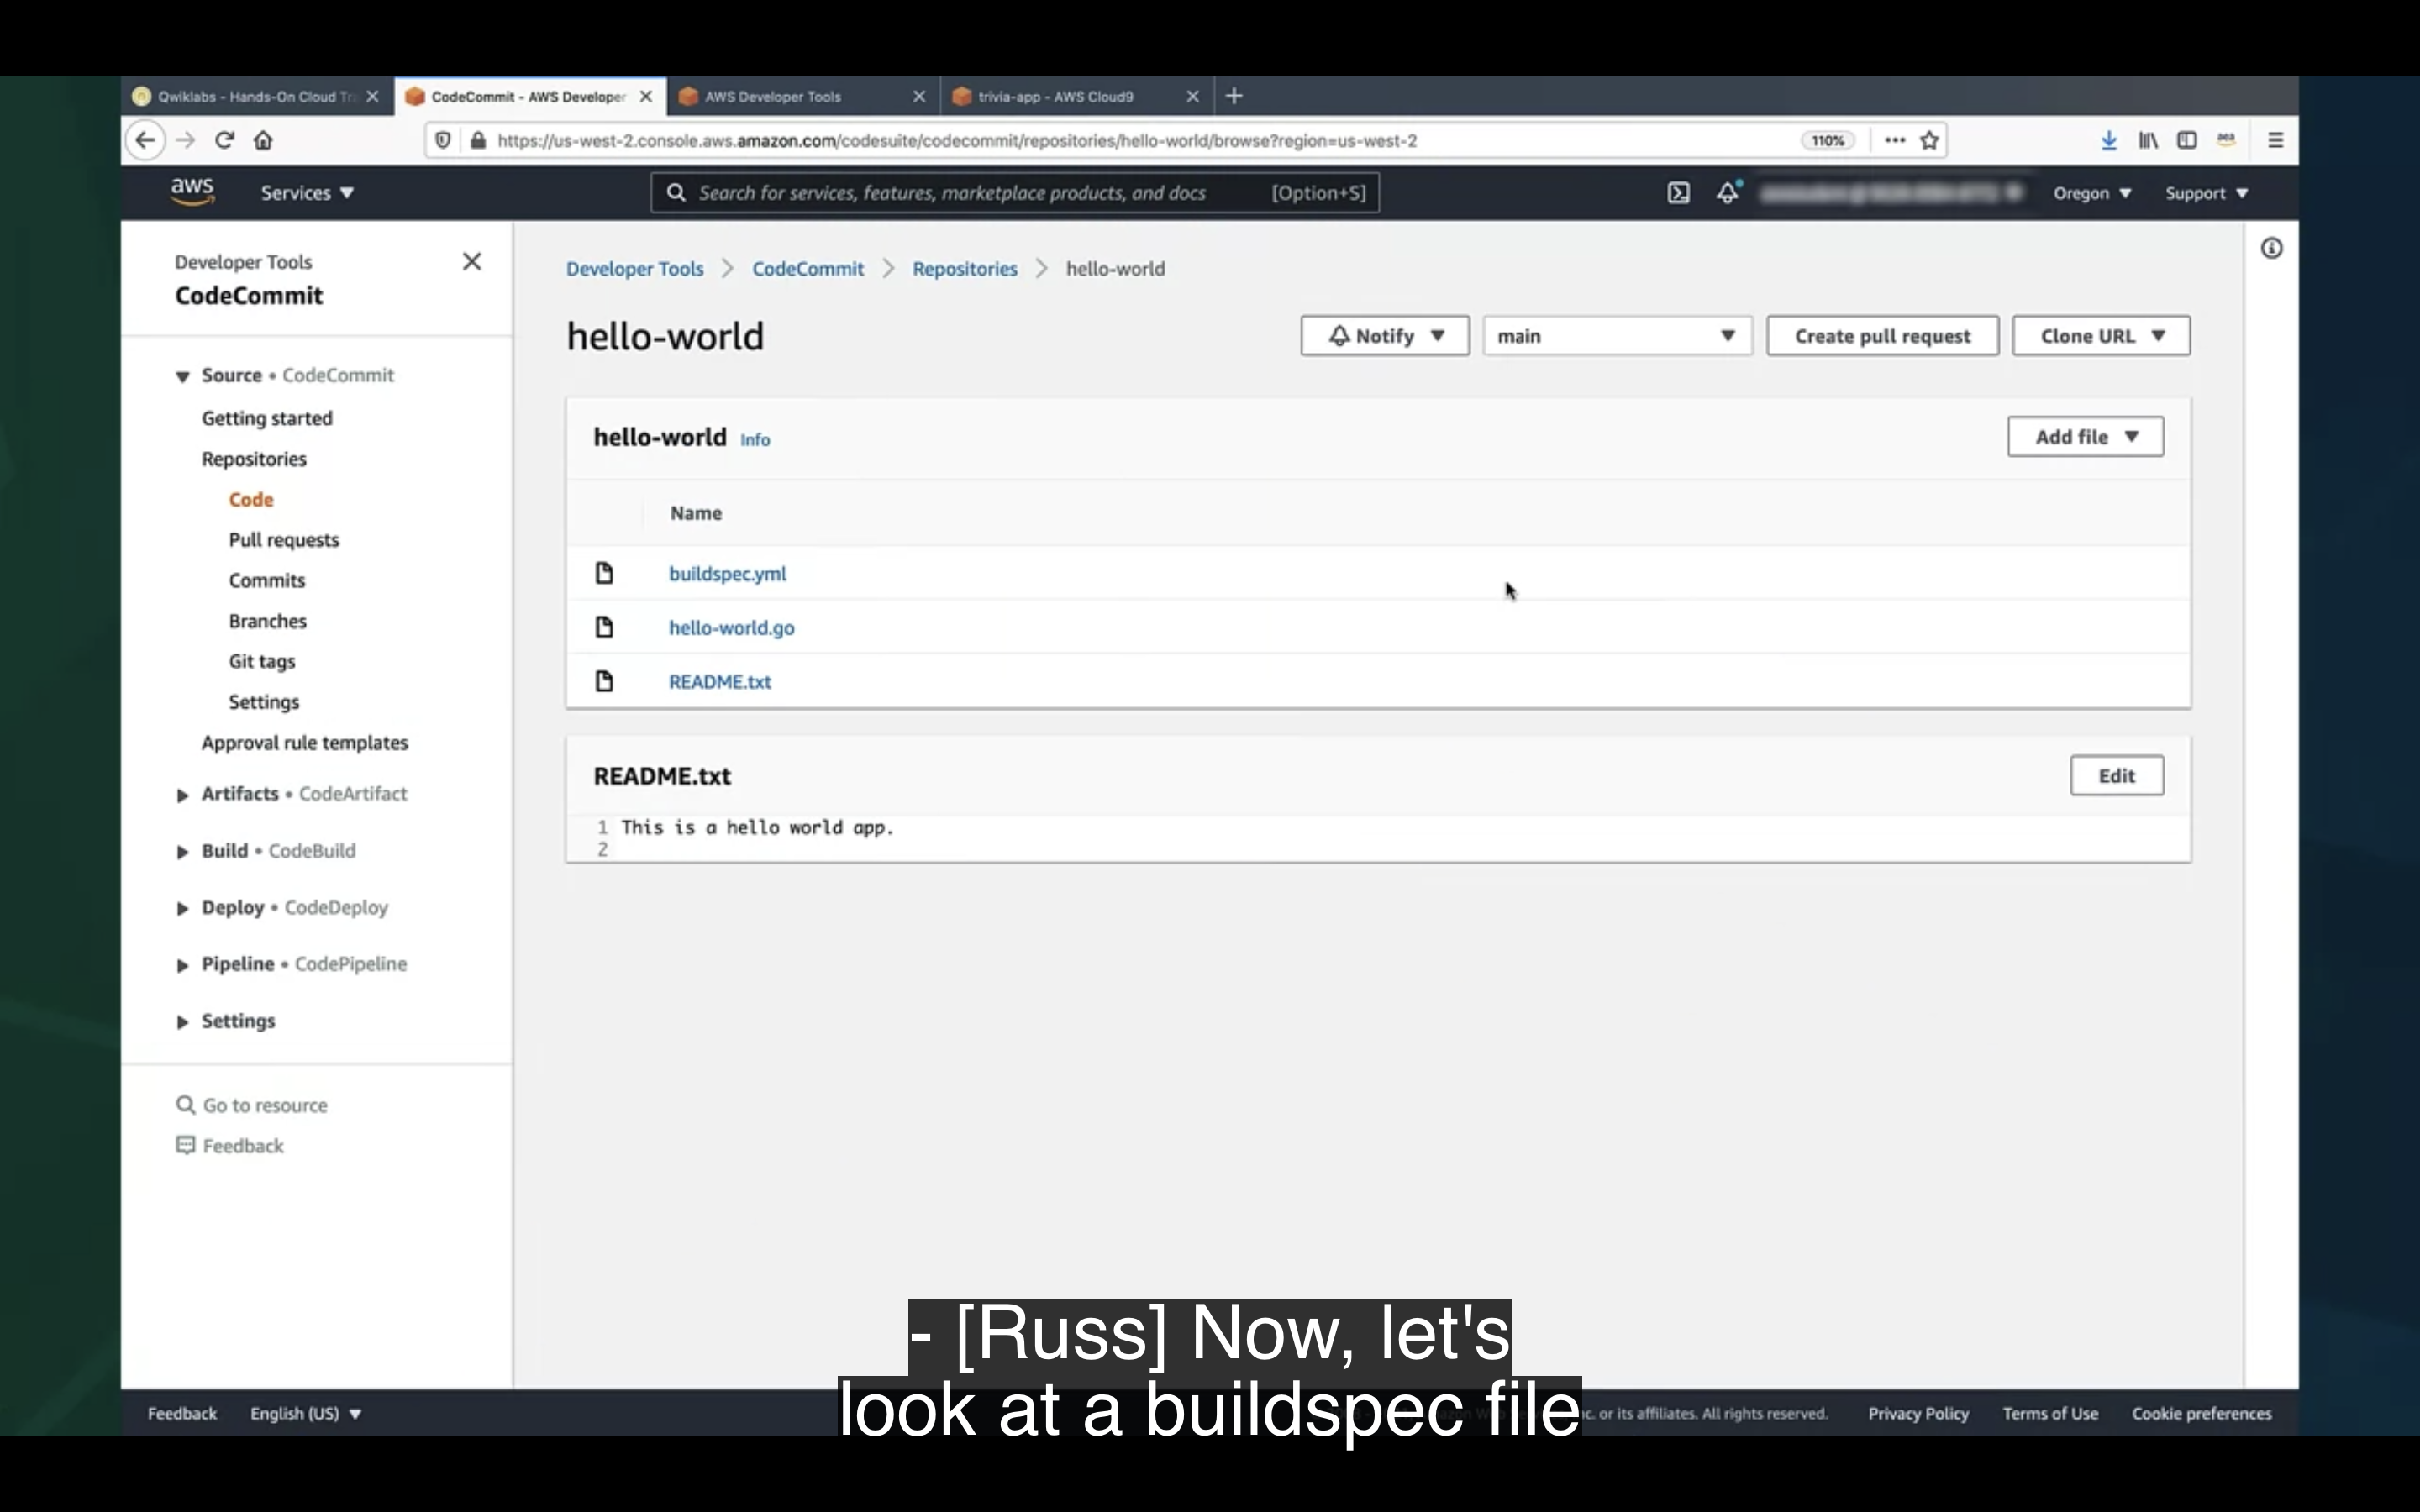 Qwiklabs - Hands-On Cloud Tr
CodeCommit - AWS Developer
AWS Developer Tools
trivia-app - AWS Cloud9
https://us-west-2.console.aws.amazon.com/codesuite/codecommit/repositories/hello-world/browse?region=us-west-2
110%
aws
Services
Search for services, features, marketplace products, and docs
[Option+S]
Oregon
Support
Developer Tools
CodeCommit
Source • CodeCommit
Getting started
Repositories
Code
Pull requests
Commits
Branches
Git tags
Settings
Approval rule templates
Artifacts • CodeArtifact
Build • CodeBuild
Deploy • CodeDeploy
Pipeline • CodePipeline
Settings
Go to resource
Feedback
Developer Tools > CodeCommit > Repositories > hello-world
hello-world
Notify
main
Create pull request
Clone URL
hello-world Info
Add file
Name
buildspec.yml
hello-world.go
README.txt
README.txt
Edit
1 This is a hello world app.
2
- [Russ] Now, let's
look at a buildspec file
Feedback
English (US)
or its affiliates. All rights reserved.
Privacy Policy
Terms of Use
Cookie preferences